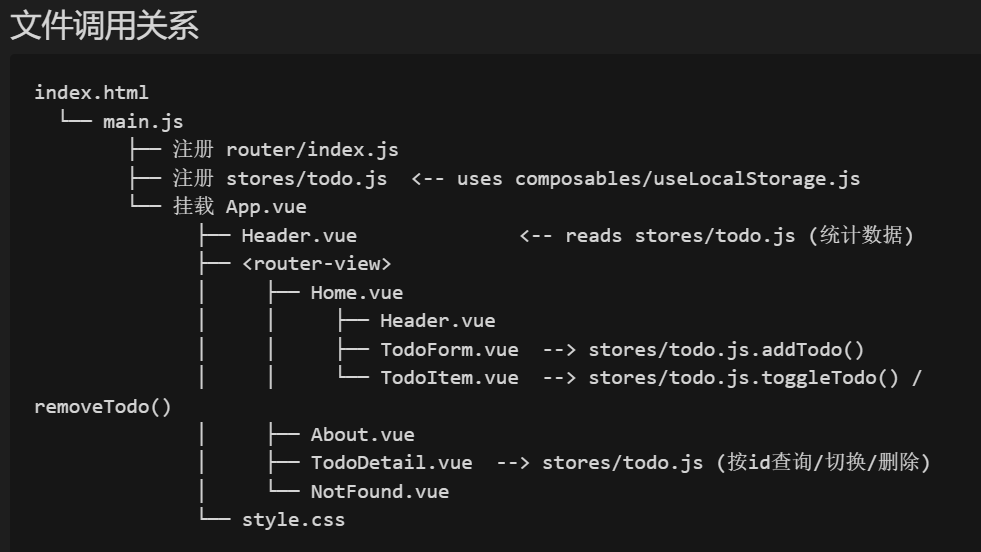 文件调用关系
index.html
  └── main.js
        ├── 注册 router/index.js
        ├── 注册 stores/todo.js  <-- uses composables/useLocalStorage.js
        └── 挂载 App.vue
              ├── Header.vue              <-- reads stores/todo.js (统计数据)
              ├── <router-view>
              │     ├── Home.vue
              │     │     ├── Header.vue
              │     │     ├── TodoForm.vue  --> stores/todo.js.addTodo()
              │     │     └── TodoItem.vue  --> stores/todo.js.toggleTodo() /
removeTodo()
              │     ├── About.vue
              │     ├── TodoDetail.vue  --> stores/todo.js (按id查询/切换/删除)
              │     └── NotFound.vue
              └── style.css